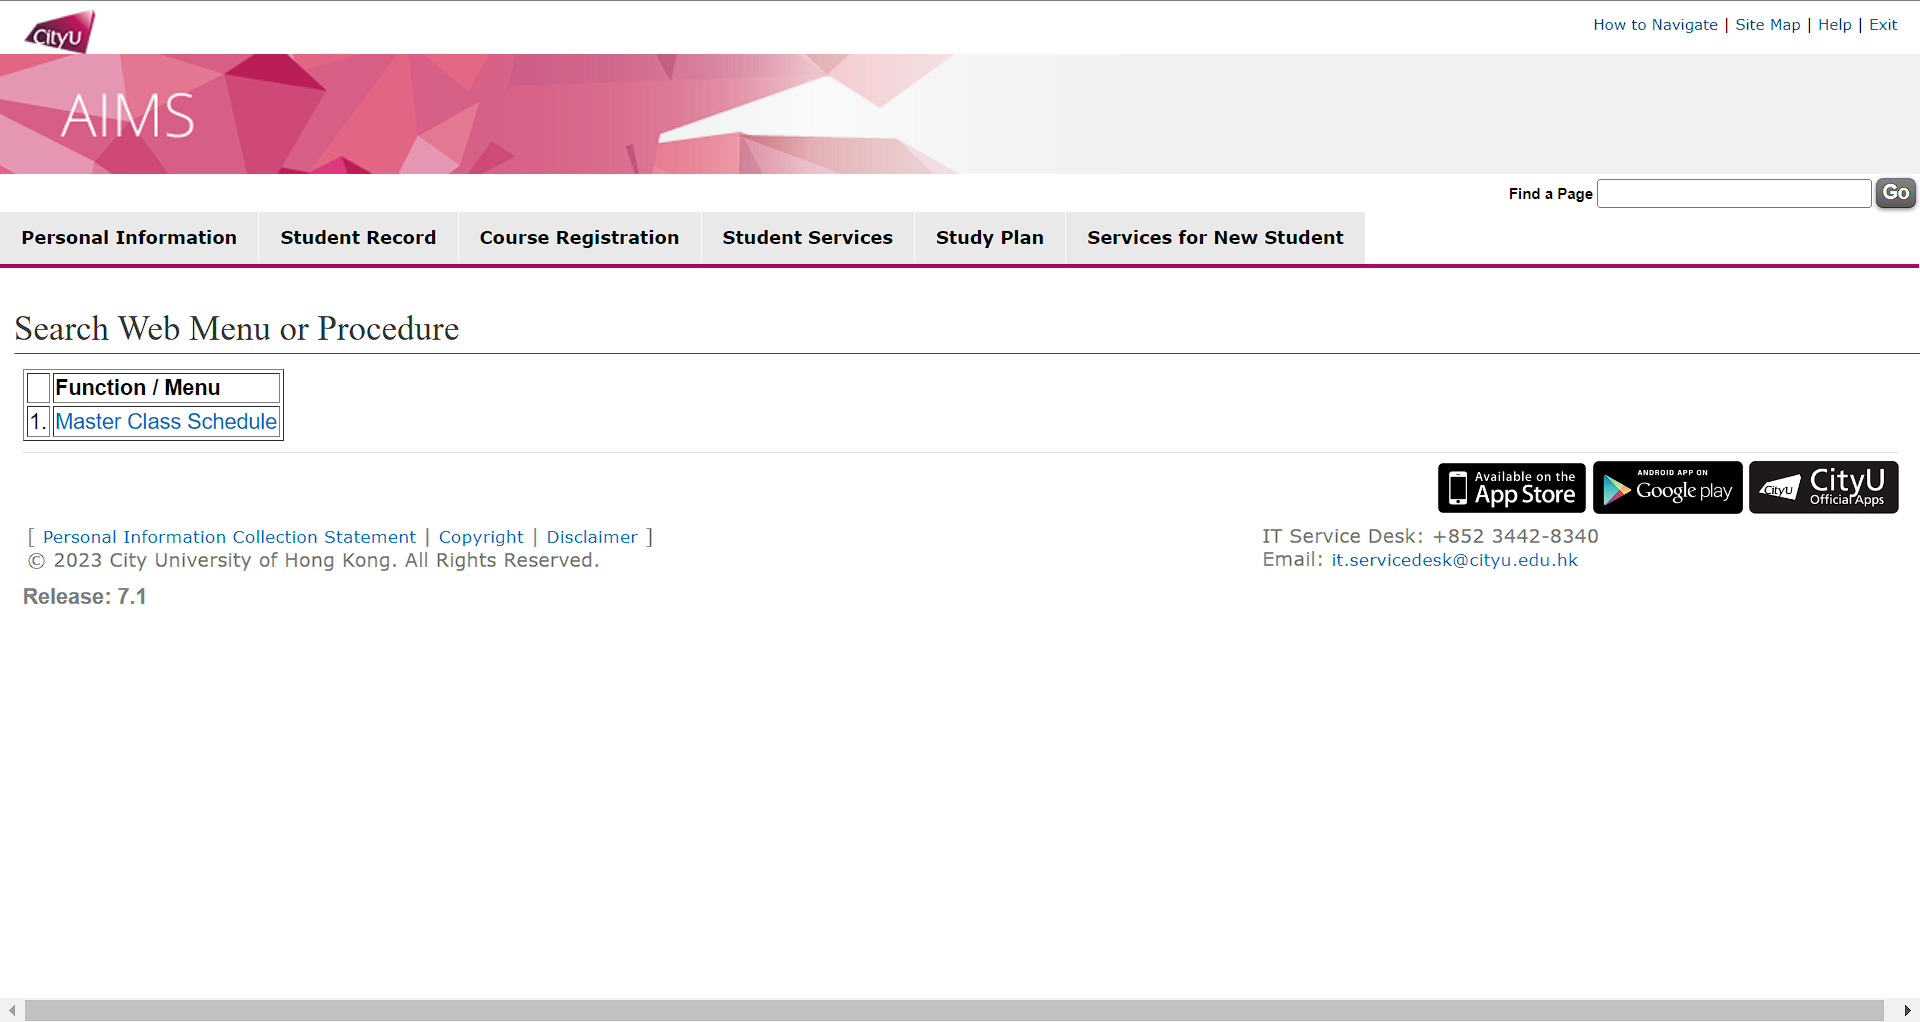 CityU
How to Navigate | Site Map | Help | Exit
AIMS
Find a Page Go
Personal Information Student Record Course Registration Student Services Study Plan Services for New Student
Search Web Menu or Procedure
Function / Menu
1. Master Class Schedule
Available on the
App Store
ANDROID APP ON
Google play
CityU
CityU
Official Apps
[ Personal Information Collection Statement | Copyright | Disclaimer ]
© 2023 City University of Hong Kong. All Rights Reserved.
IT Service Desk: +852 3442-8340
Email: it.servicedesk@cityu.edu.hk
Release: 7.1